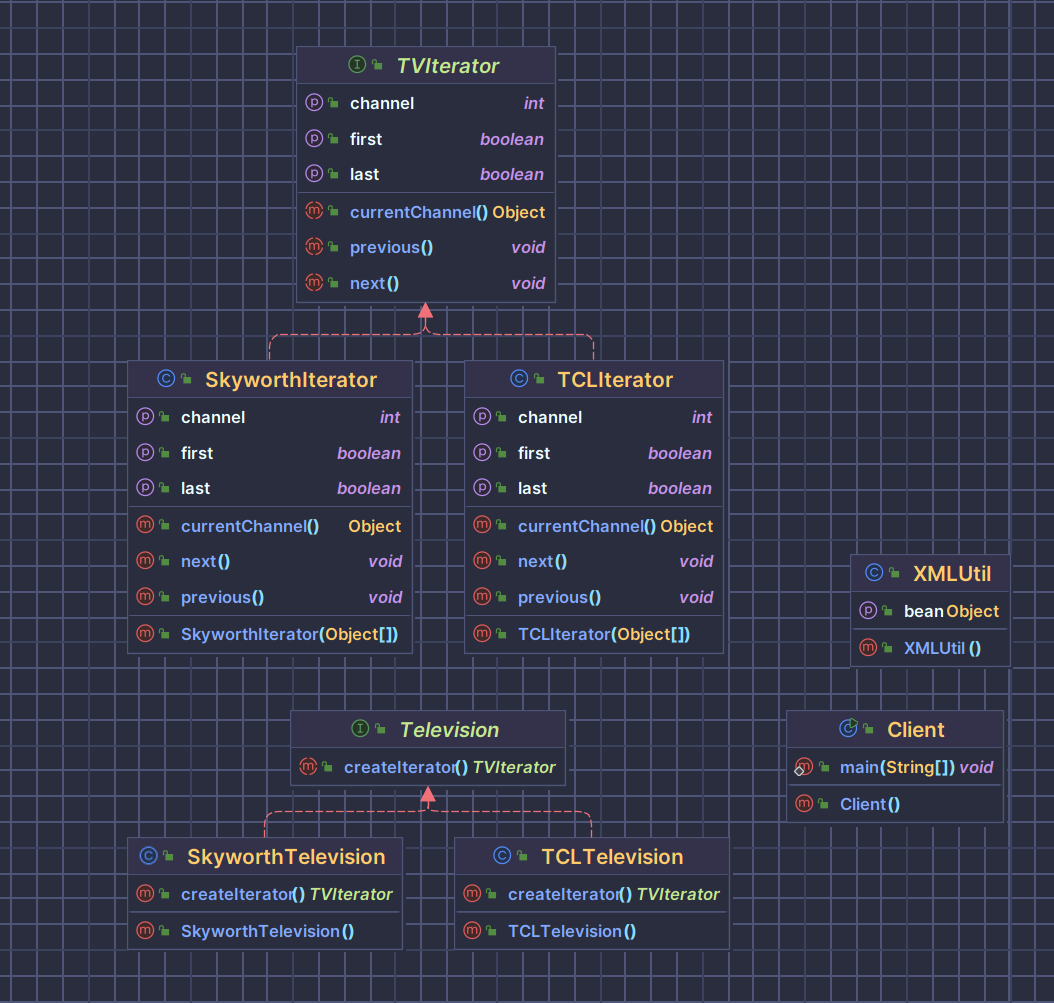 TVIterator
channel int
first boolean
last boolean
currentChannel() Object
previous() void
next() void
SkyworthIterator
channel int
first boolean
last boolean
currentChannel() Object
next() void
previous() void
SkyworthIterator(Object[])
TCLIterator
channel int
first boolean
last boolean
currentChannel() Object
next() void
previous() void
TCLIterator(Object[])
XMLUtil
bean Object
XMLUtil()
Television
createIterator() TVIterator
Client
main(String[]) void
Client()
SkyworthTelevision
createIterator() TVIterator
SkyworthTelevision()
TCLTelevision
createIterator() TVIterator
TCLTelevision()